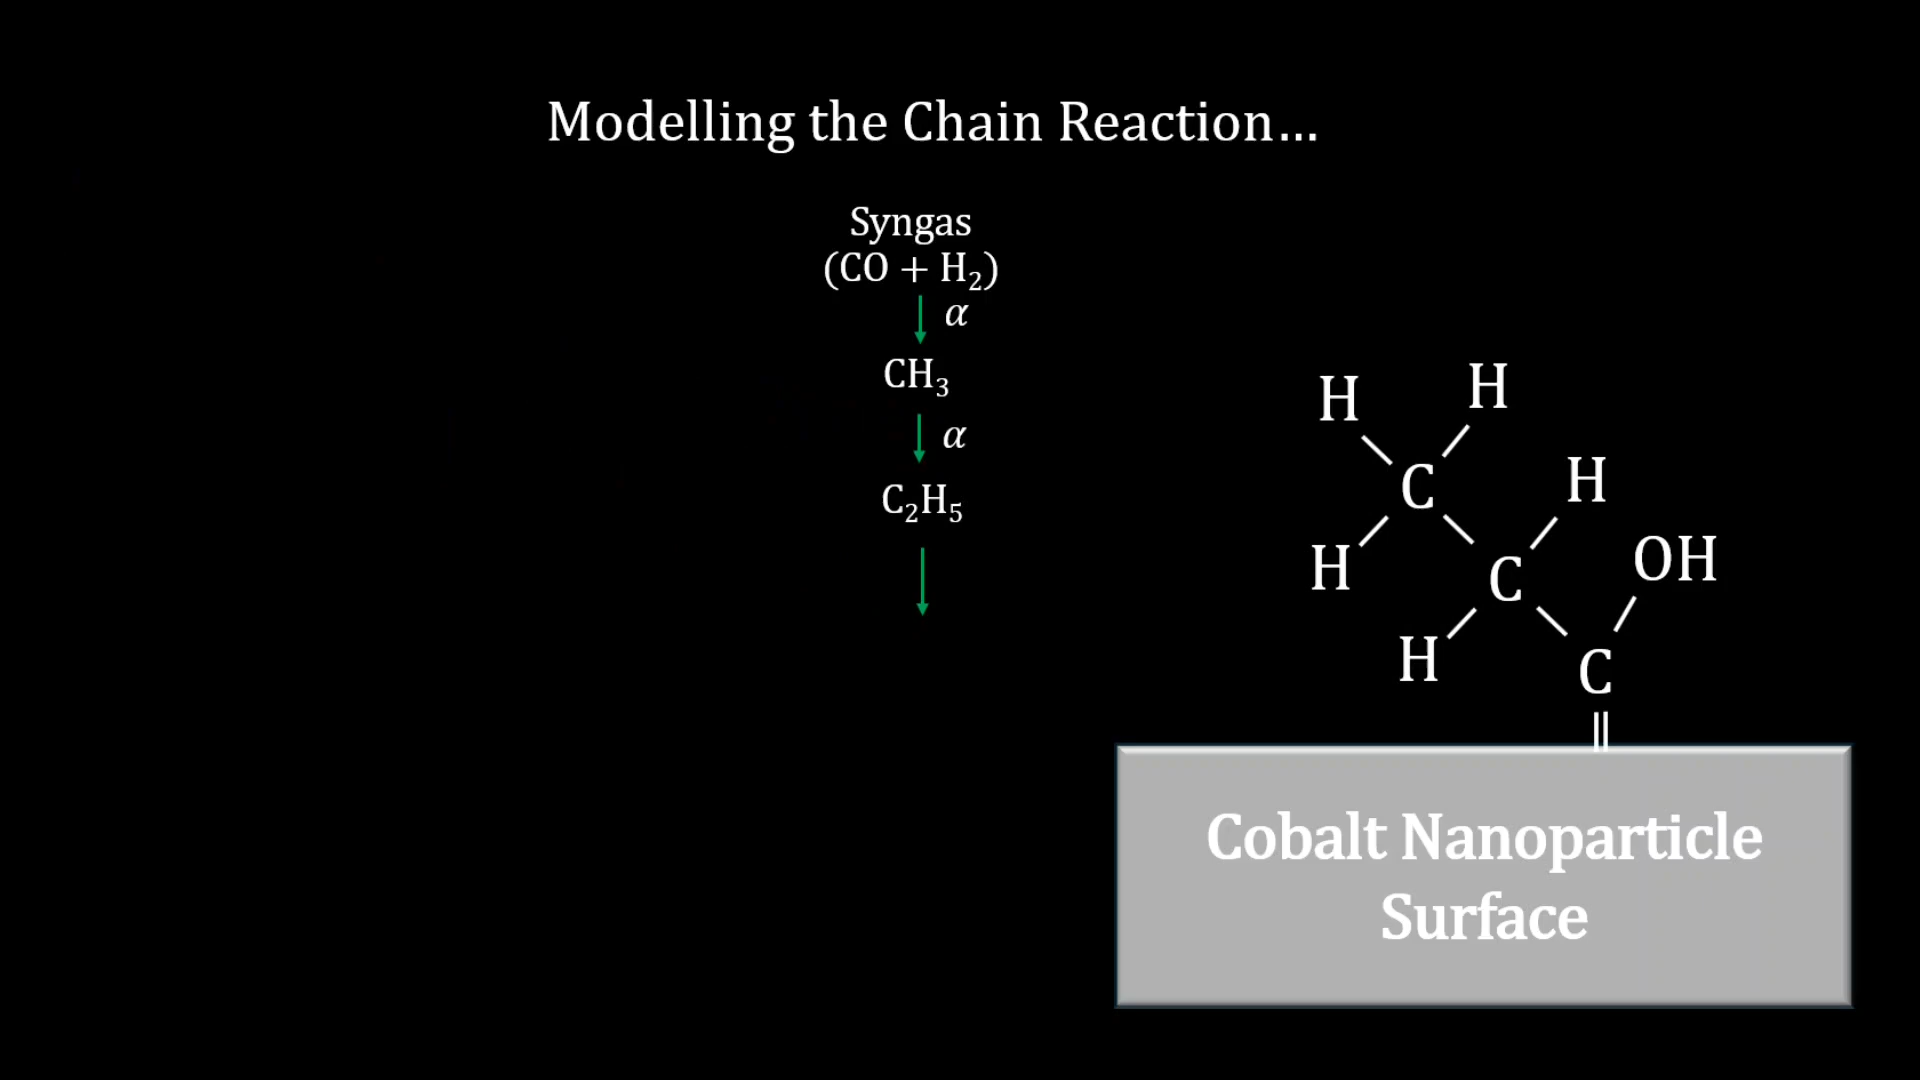 Modelling the Chain Reaction...
Syngas
(CO + H₂)
α
CH₃
α
C₂H₅
H H
C H
H C OH
H C
Cobalt Nanoparticle
Surface